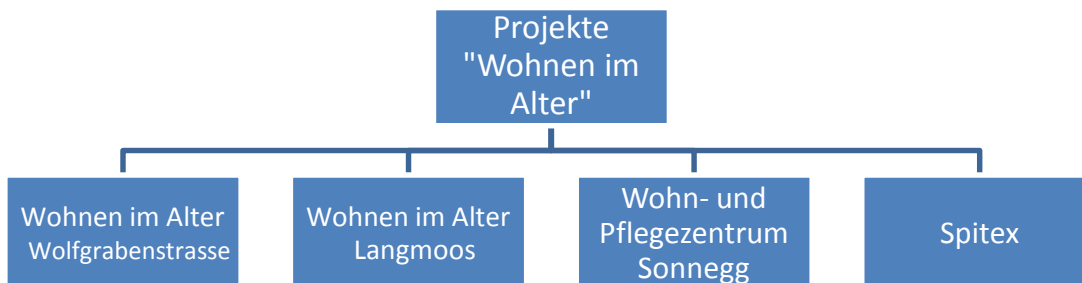 Projekte
"Wohnen im
Alter"
Wohnen im Alter
Wolfgrabenstrasse
Wohnen im Alter
Langmoos
Wohn- und
Pflegezentrum
Sonnegg
Spitex